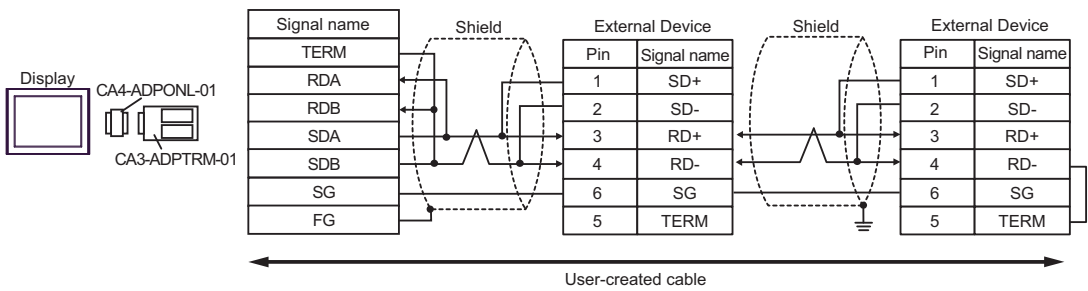 Display
CA4-ADPONL-01
CA3-ADPTRM-01
Signal name
TERM
RDA
RDB
SDA
SDB
SG
FG
Shield
External Device
Pin Signal name
1 SD+
2 SD-
3 RD+
4 RD-
6 SG
5 TERM
Shield
External Device
Pin Signal name
1 SD+
2 SD-
3 RD+
4 RD-
6 SG
5 TERM
User-created cable